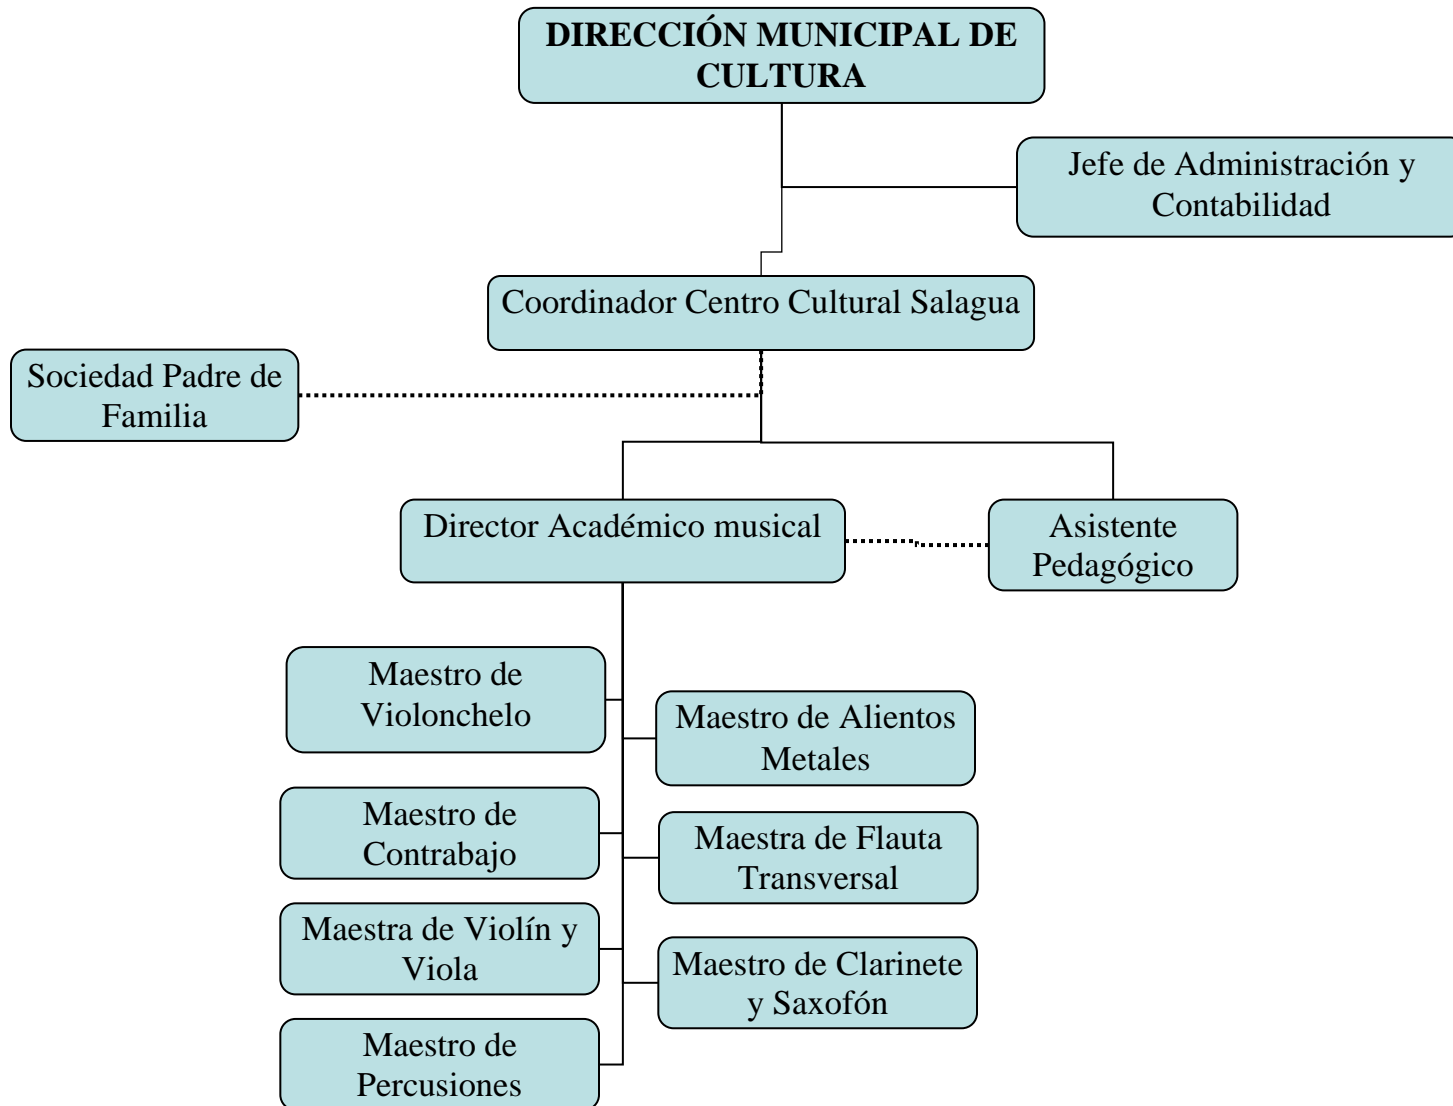 DIRECCIÓN MUNICIPAL DE
CULTURA
Jefe de Administración y
Contabilidad
Coordinador Centro Cultural Salagua
Sociedad Padre de
Familia
Director Académico musical
Asistente
Pedagógico
Maestro de
Violonchelo
Maestro de Alientos
Metales
Maestro de
Contrabajo
Maestra de Flauta
Transversal
Maestra de Violín y
Viola
Maestro de Clarinete
y Saxofón
Maestro de
Percusiones